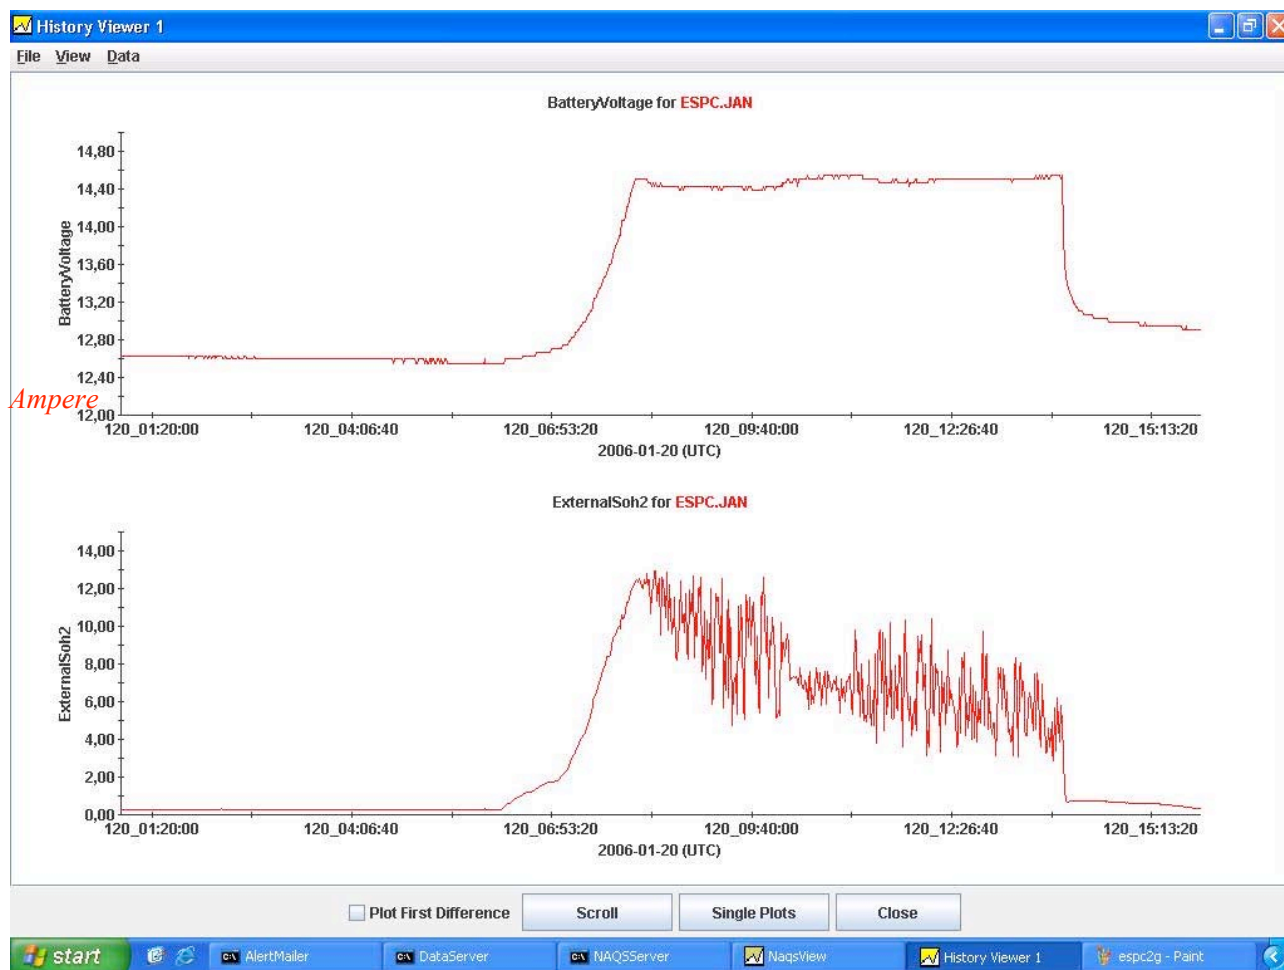 History Viewer 1
File View Data
BatteryVoltage for ESPC.JAN
14,80
14,40
14,00
13,60
13,20
12,80
12,40
12,00
BatteryVoltage
Ampere
120_01:20:00 120_04:06:40 120_06:53:20 120_09:40:00 120_12:26:40 120_15:13:20
2006-01-20 (UTC)
ExternalSoh2 for ESPC.JAN
14,00
12,00
10,00
8,00
6,00
4,00
2,00
0,00
ExternalSoh2
120_01:20:00 120_04:06:40 120_06:53:20 120_09:40:00 120_12:26:40 120_15:13:20
2006-01-20 (UTC)
Plot First Difference Scroll Single Plots Close
start AlertMailer DataServer NAQSServer NaqsView History Viewer 1 espc2g - Paint